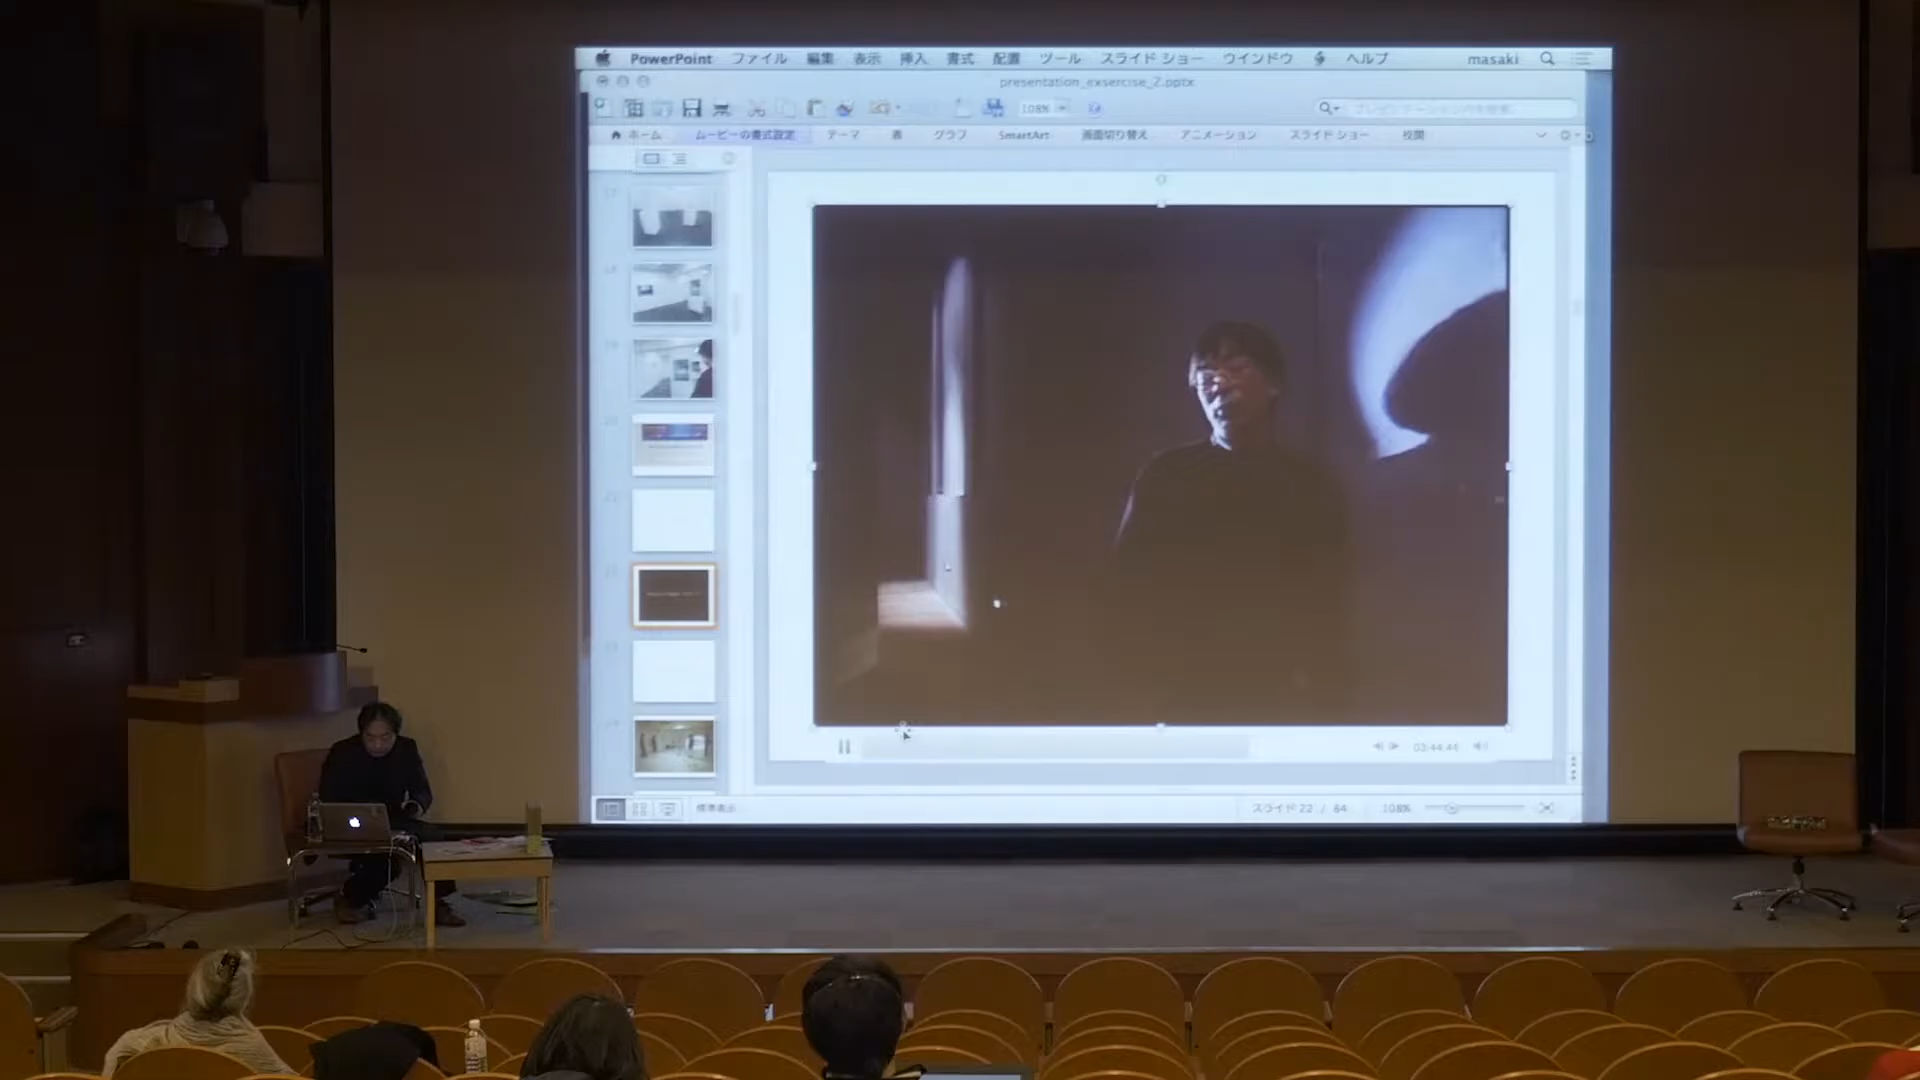 PowerPoint ファイル 編集 表示 挿入 書式 配置 ツール スライド ショー ウインドウ ヘルプ masaki
presentation_exsercise_2.pptx
108%
ホーム ムービーの書式設定 テーマ 表 グラフ SmartArt 画面切り替え アニメーション スライド ショー 校閲
03:44.44
標準表示 スライド 22 / 64 108%